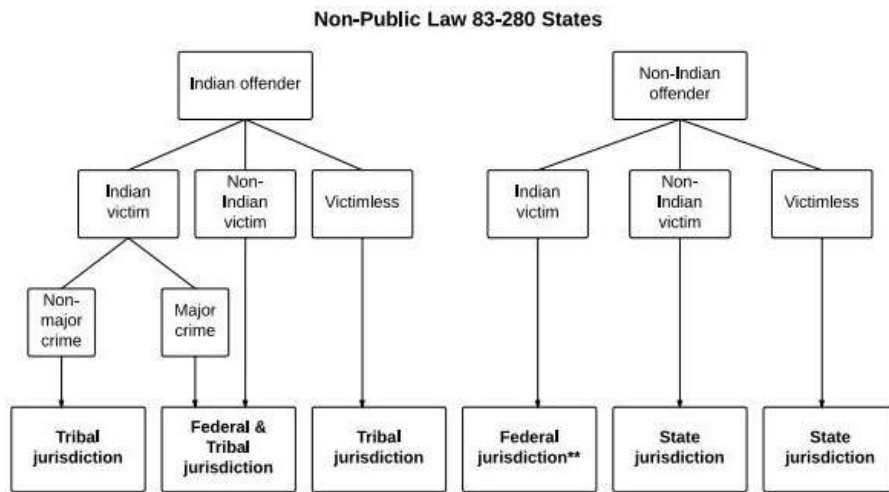 Non-Public Law 83-280 States
Indian offender
Non-Indian
offender
Indian
victim
Non-
Indian
victim
Victimless
Indian
victim
Non-
Indian
victim
Victimless
Non-
major
crime
Major
crime
Tribal
jurisdiction
Federal &
Tribal
jurisdiction
Tribal
jurisdiction
Federal
jurisdiction**
State
jurisdiction
State
jurisdiction